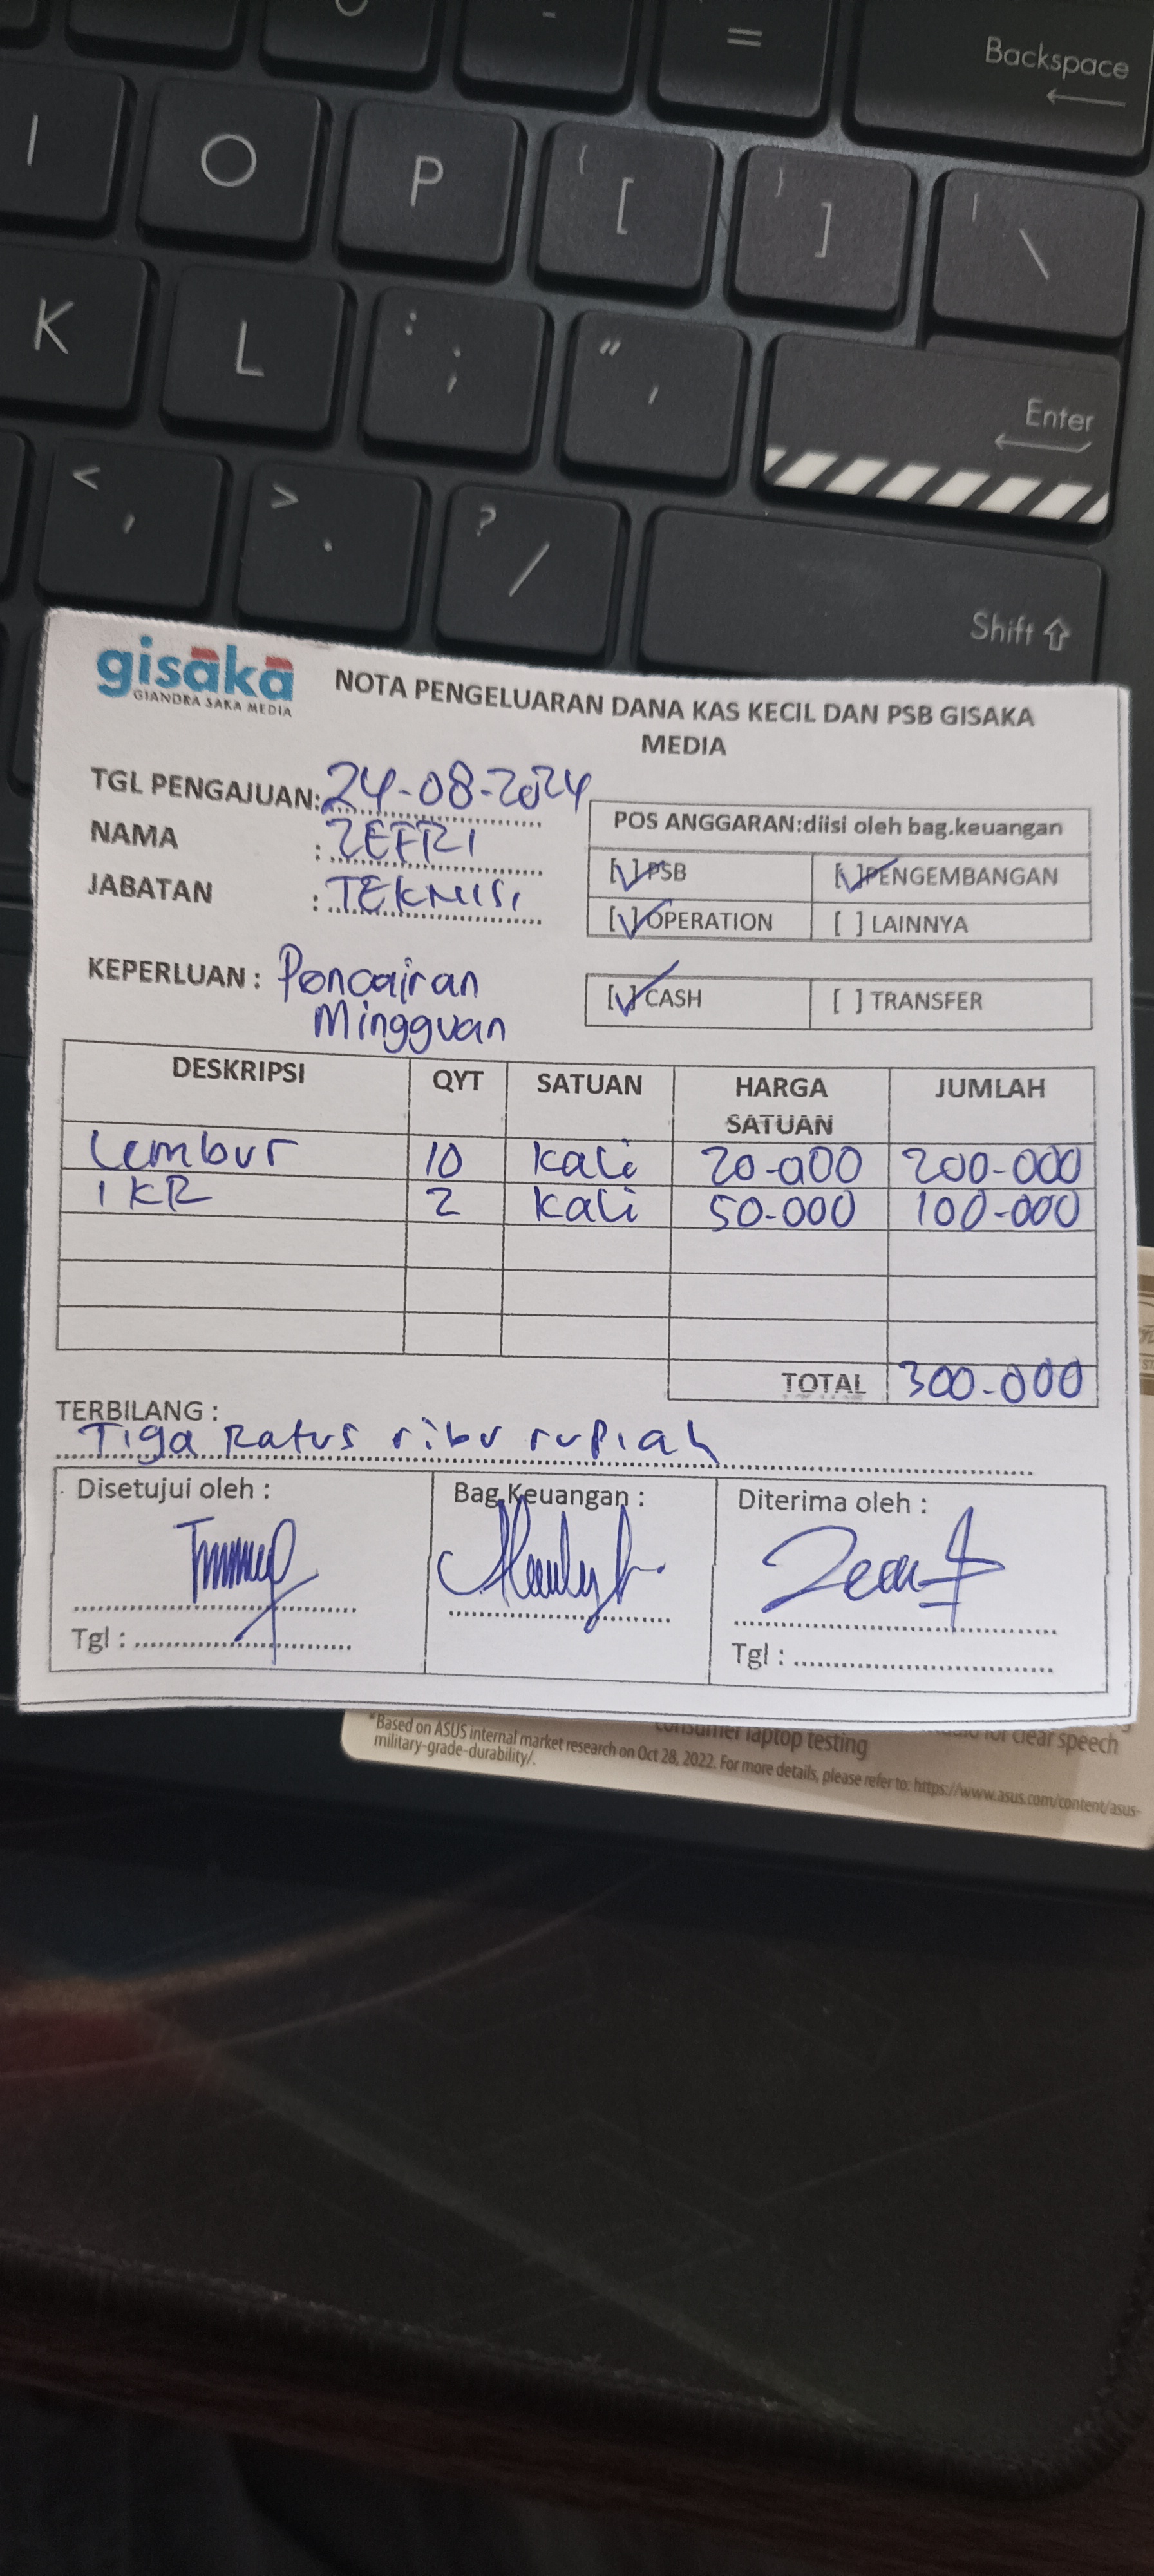 - =
Backspace
I O P { [ } ] | \
K L : ; " ,
Enter
< , > . ? /
Shift
gisaka
GIANDRA SAKA MEDIA
NOTA PENGELUARAN DANA KAS KECIL DAN PSB GISAKA
MEDIA
TGL PENGAJUAN: 24-08-2024
NAMA : ZEFRI
JABATAN : TEKNISI
POS ANGGARAN:diisi oleh bag.keuangan
[√] PSB [√] PENGEMBANGAN
[√] OPERATION [ ] LAINNYA
KEPERLUAN : Pencairan
Mingguan
[√] CASH [ ] TRANSFER
DESKRIPSI QYT SATUAN HARGA SATUAN JUMLAH
Lembur 10 kali 20.000 200.000
IKR 2 kali 50.000 100.000
TOTAL 300.000
TERBILANG :
Tiga Ratus ribu rupiah
Disetujui oleh : Bag.Keuangan : Diterima oleh :
Tgl : Tgl :
consumer laptop testing
for clear speech
*Based on ASUS internal market research on Oct 28, 2022. For more details, please refer to: https://www.asus.com/content/asus-
military-grade-durability/.